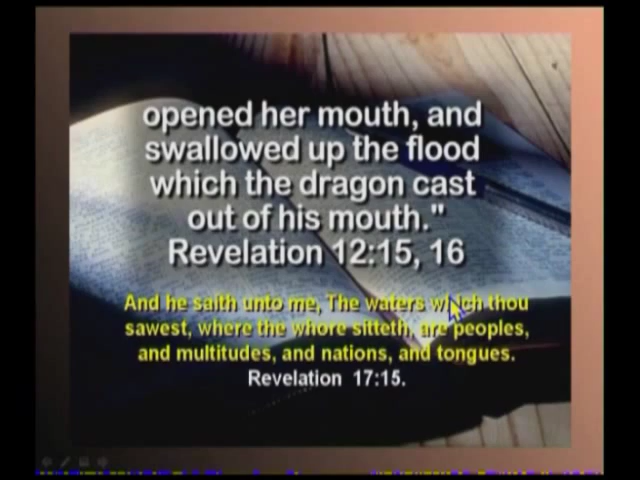 opened her mouth, and
swallowed up the flood
which the dragon cast
out of his mouth."
Revelation 12:15, 16
And he saith unto me, The waters which thou
sawest, where the whore sitteth, are peoples,
and multitudes, and nations, and tongues.
Revelation 17:15.